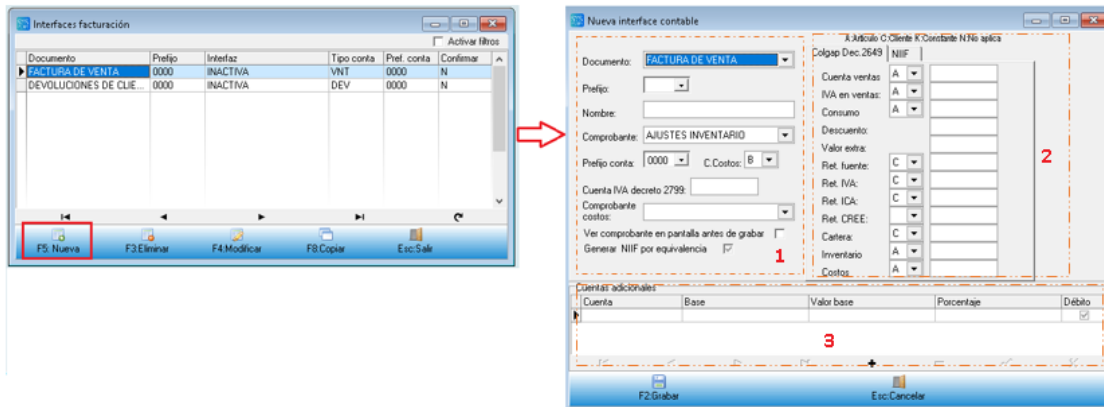 Interfaces facturación
Activar filtros
Documento Prefijo Interfaz Tipo conta Pref. conta Confirmar
FACTURA DE VENTA 0000 INACTIVA VNT 0000 N
DEVOLUCIONES DE CLIE... 0000 INACTIVA DEV 0000 N
F5: Nueva F3:Eliminar F4:Modificar F8:Copiar Esc:Salir
Nueva interface contable
Documento: FACTURA DE VENTA
Prefijo:
Nombre:
Comprobante: AJUSTES INVENTARIO
Prefijo conta: 0000 C.Costos: B
Cuenta IVA decreto 2799:
Comprobante costos:
Ver comprobante en pantalla antes de grabar
Generar NIIF por equivalencia
1
A:Articulo C:Cliente K:Constante N:No aplica
Colgap Dec.2649 NIIF
Cuenta ventas A
IVA en ventas: A
Consumo A
Descuento:
Valor extra:
Ret. fuente: C
Ret. IVA: C
Ret. ICA: C
Ret. CREE:
Cartera: C
Inventario A
Costos A
2
Cuentas adicionales
Cuenta Base Valor base Porcentaje Débito
3
F2:Grabar Esc:Cancelar